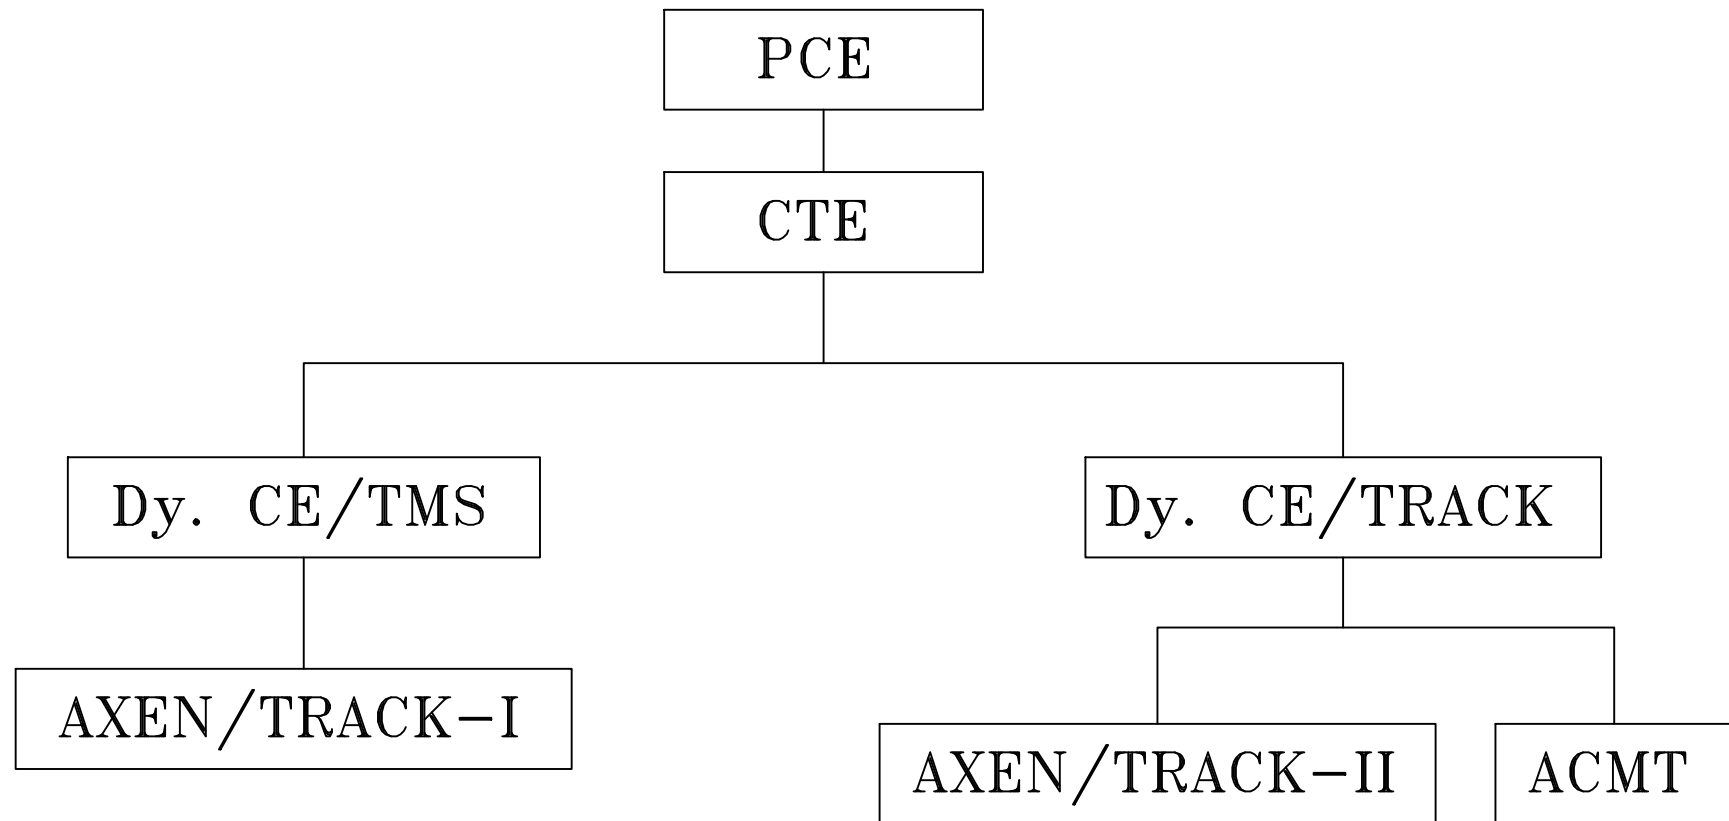 PCE
CTE
Dy. CE/TMS
Dy. CE/TRACK
AXEN/TRACK-I
AXEN/TRACK-II
ACMT